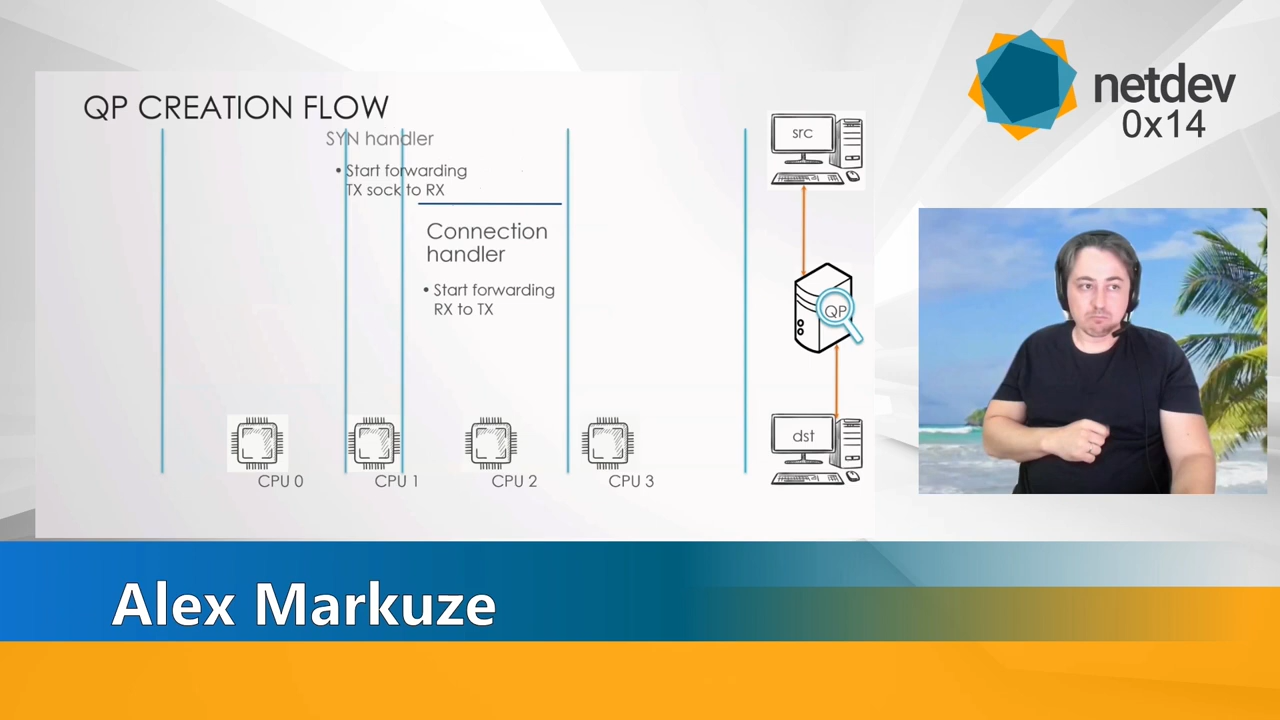 QP CREATION FLOW
SYN handler
• Start forwarding
TX sock to RX
Connection
handler
• Start forwarding
RX to TX
CPU 0
CPU 1
CPU 2
CPU 3
src
QP
dst
netdev
0x14
Alex Markuze